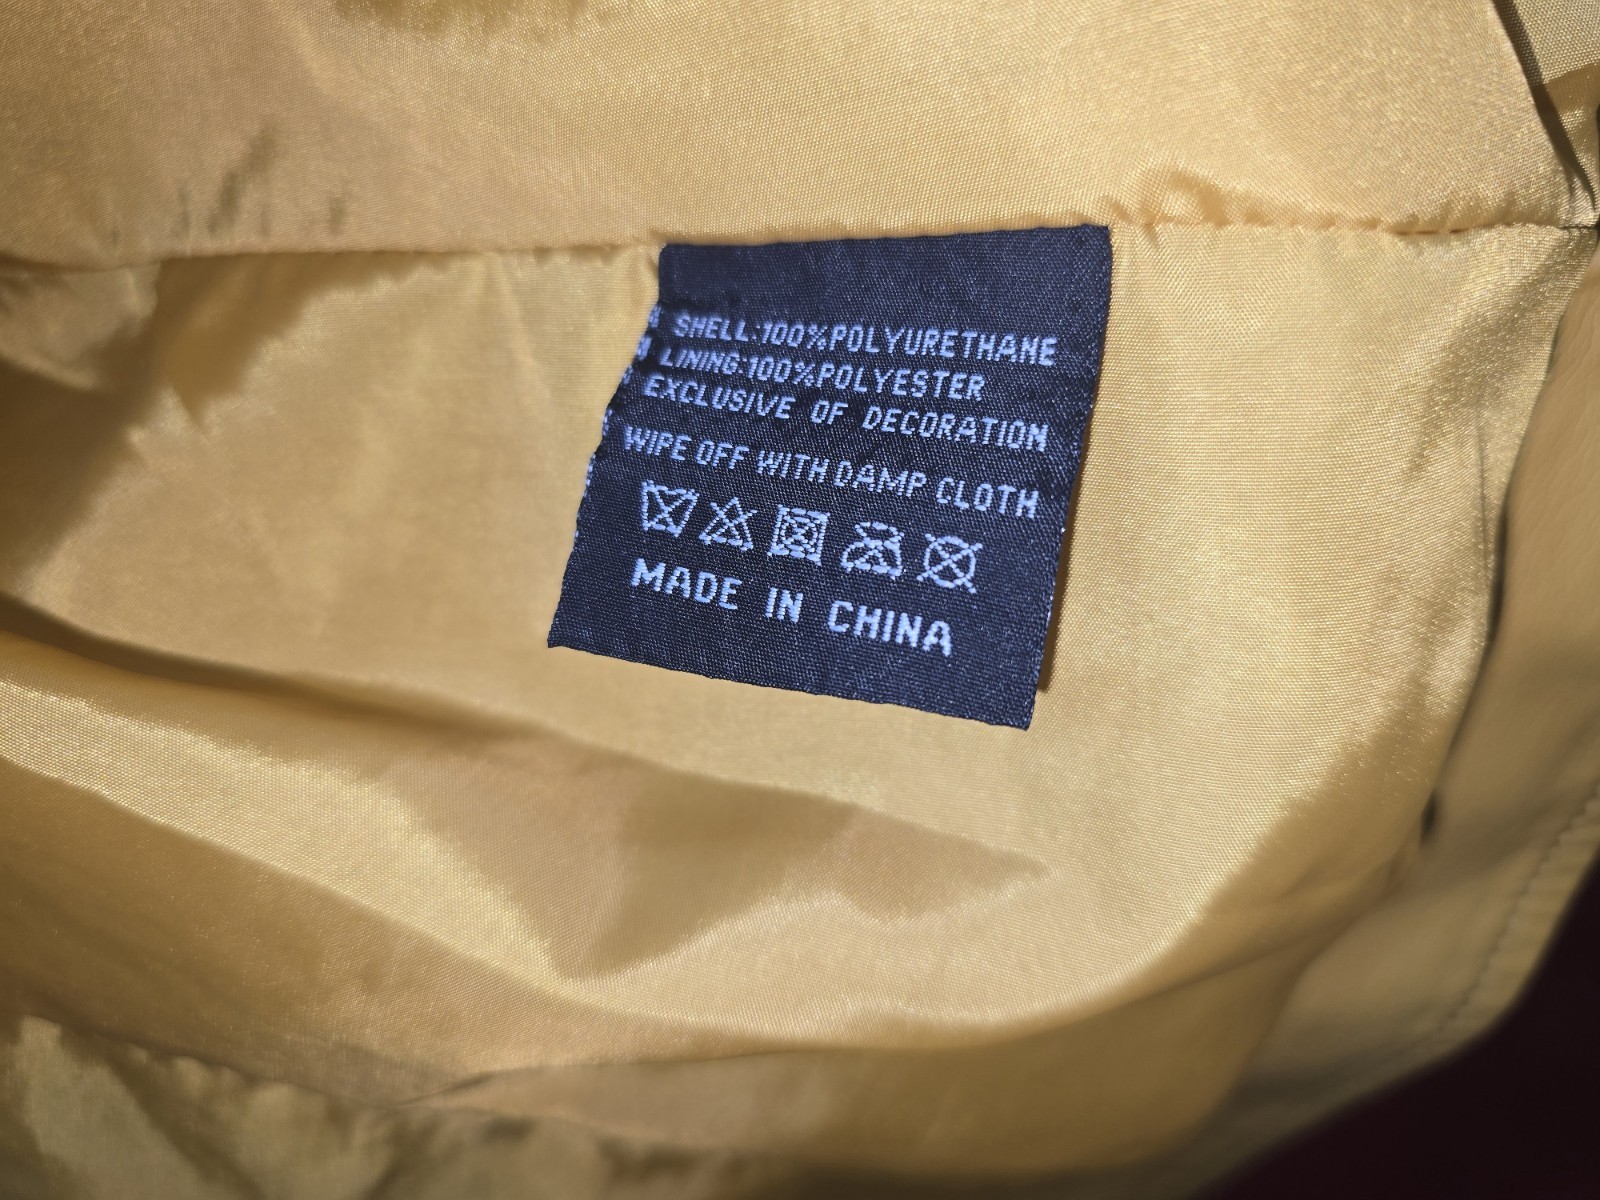 SHELL:100%POLYURETHANE
LINING:100%POLYESTER
EXCLUSIVE OF DECORATION
WIPE OFF WITH DAMP CLOTH
MADE IN CHINA